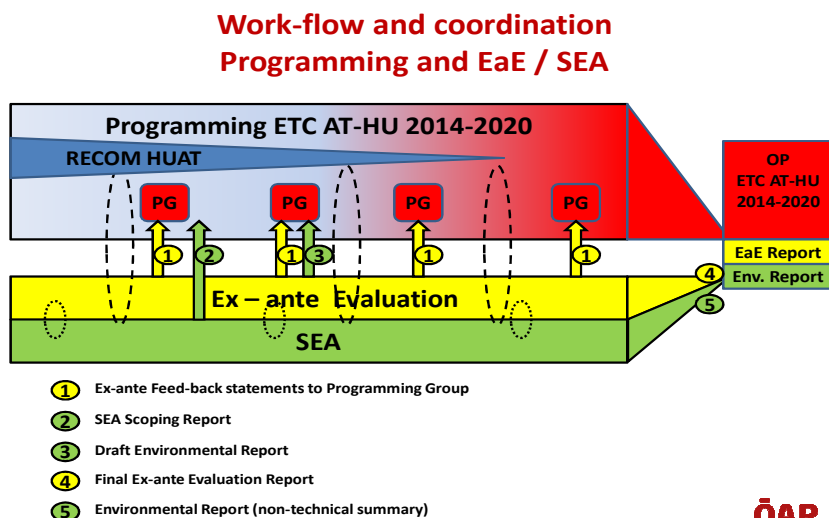 Work-flow and coordination
Programming and EaE / SEA
Programming ETC AT-HU 2014-2020
RECOM HUAT
OP
ETC AT-HU
2014-2020
PG
PG
PG
PG
1
2
1
3
1
1
EaE Report
Env. Report
4
5
Ex – ante Evaluation
SEA
1 Ex-ante Feed-back statements to Programming Group
2 SEA Scoping Report
3 Draft Environmental Report
4 Final Ex-ante Evaluation Report
5 Environmental Report (non-technical summary)
ÖAR